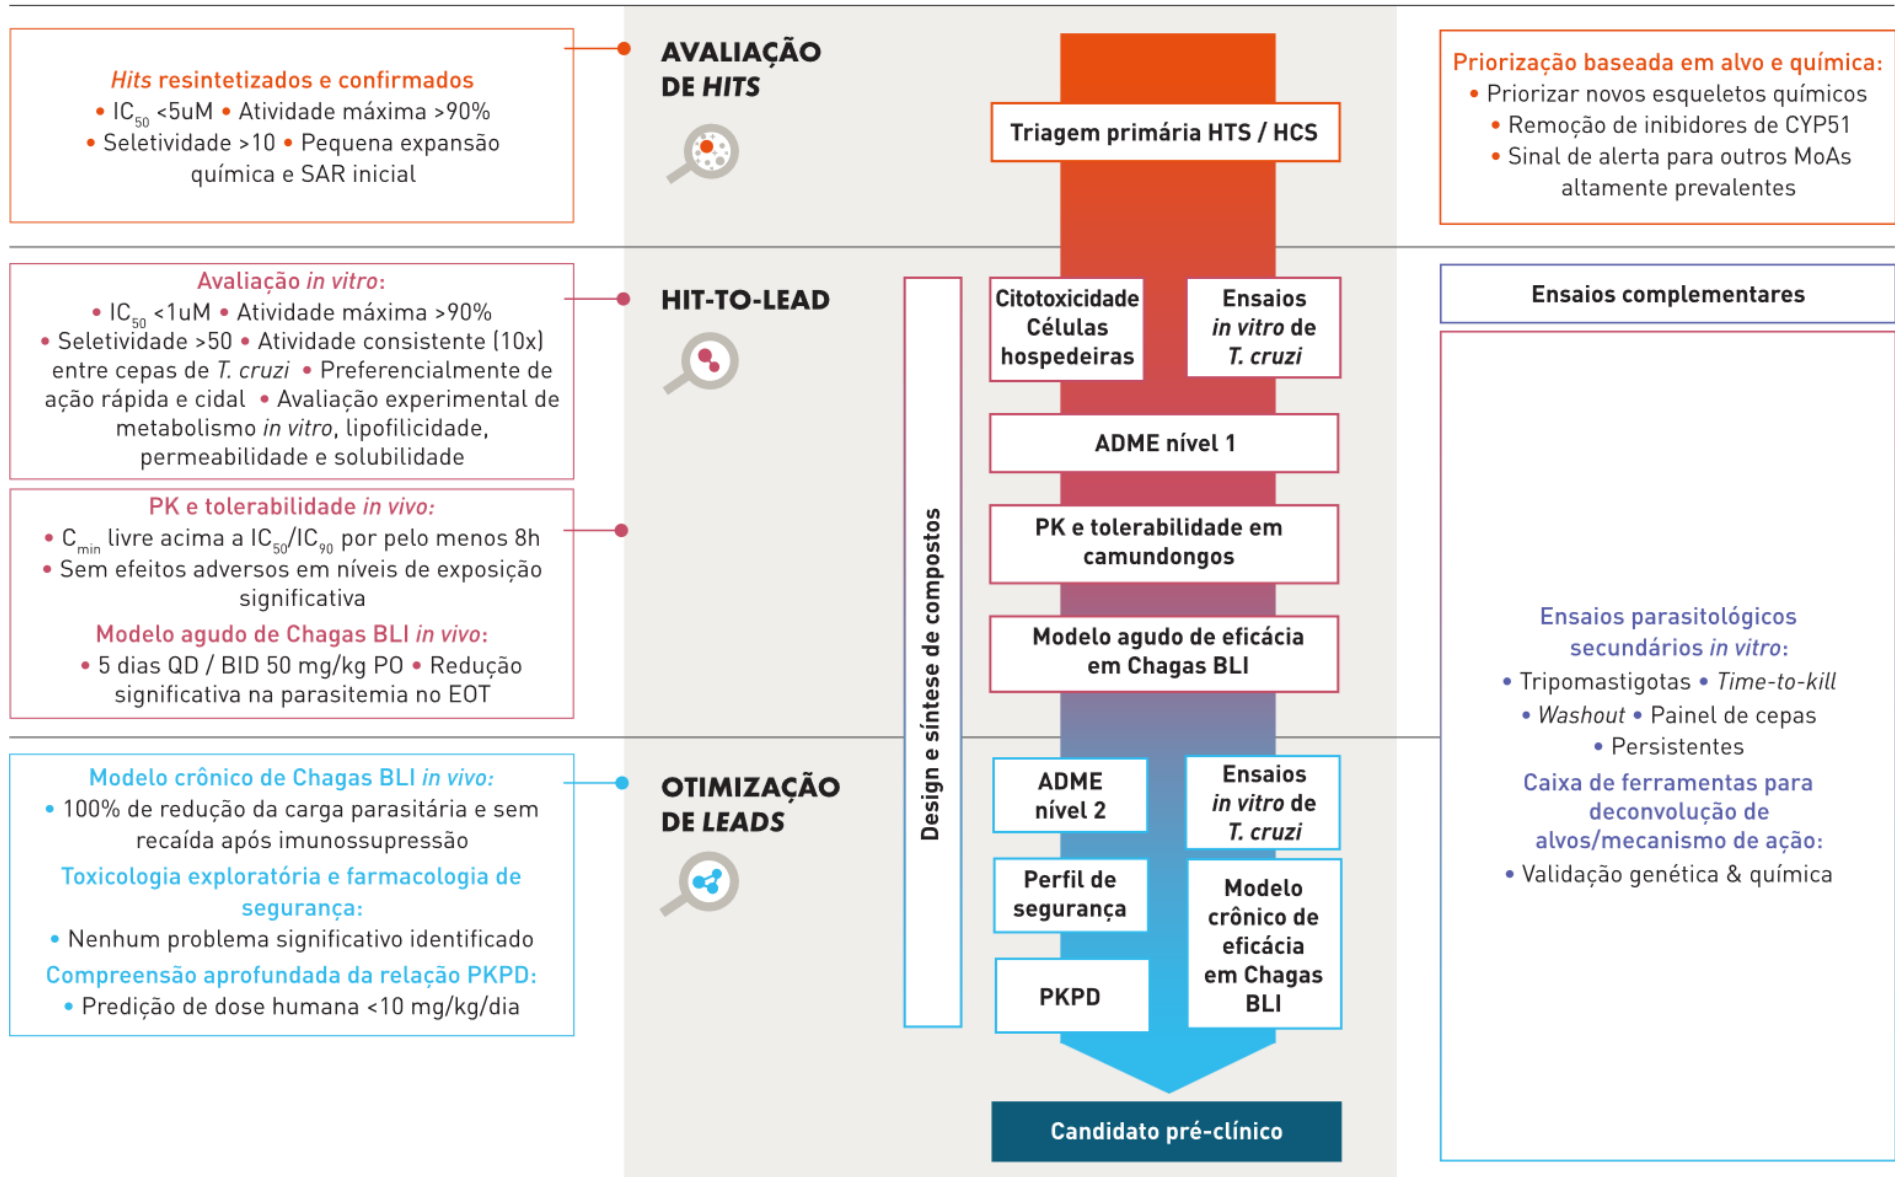 Hits resintetizados e confirmados
• IC50 <5uM • Atividade máxima >90%
• Seletividade >10 • Pequena expansão
química e SAR inicial
AVALIAÇÃO
DE HITS
Triagem primária HTS / HCS
Priorização baseada em alvo e química:
• Priorizar novos esqueletos químicos
• Remoção de inibidores de CYP51
• Sinal de alerta para outros MoAs
altamente prevalentes
Avaliação in vitro:
• IC50 <1uM • Atividade máxima >90%
• Seletividade >50 • Atividade consistente (10x)
entre cepas de T. cruzi • Preferencialmente de
ação rápida e cidal • Avaliação experimental de
metabolismo in vitro, lipofilicidade,
permeabilidade e solubilidade
PK e tolerabilidade in vivo:
• Cmin livre acima a IC50/IC90 por pelo menos 8h
• Sem efeitos adversos em níveis de exposição
significativa
Modelo agudo de Chagas BLI in vivo:
• 5 dias QD / BID 50 mg/kg PO • Redução
significativa na parasitemia no EOT
HIT-TO-LEAD
Design e síntese de compostos
Citotoxicidade
Células
hospedeiras
Ensaios
in vitro de
T. cruzi
ADME nível 1
PK e tolerabilidade em
camundongos
Modelo agudo de eficácia
em Chagas BLI
Ensaios complementares
Ensaios parasitológicos
secundários in vitro:
• Tripomastigotas • Time-to-kill
• Washout • Painel de cepas
• Persistentes
Caixa de ferramentas para
deconvolução de
alvos/mecanismo de ação:
• Validação genética & química
Modelo crônico de Chagas BLI in vivo:
• 100% de redução da carga parasitária e sem
recaída após imunossupressão
Toxicologia exploratória e farmacologia de
segurança:
• Nenhum problema significativo identificado
Compreensão aprofundada da relação PKPD:
• Predição de dose humana <10 mg/kg/dia
OTIMIZAÇÃO
DE LEADS
ADME
nível 2
Ensaios
in vitro de
T. cruzi
Perfil de
segurança
Modelo
crônico de
eficácia
em Chagas
BLI
PKPD
Candidato pré-clínico